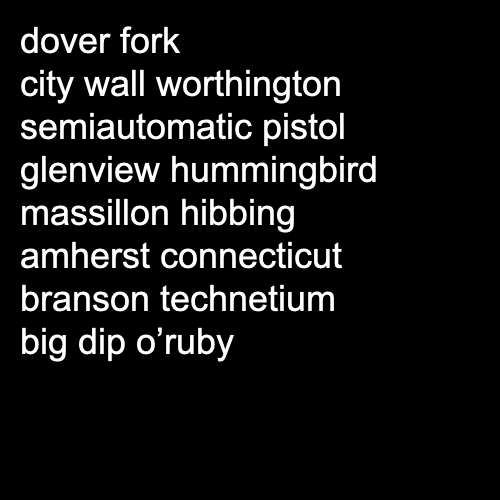 dover fork
city wall worthington
semiautomatic pistol
glenview hummingbird
massillon hibbing
amherst connecticut
branson technetium
big dip o’ruby